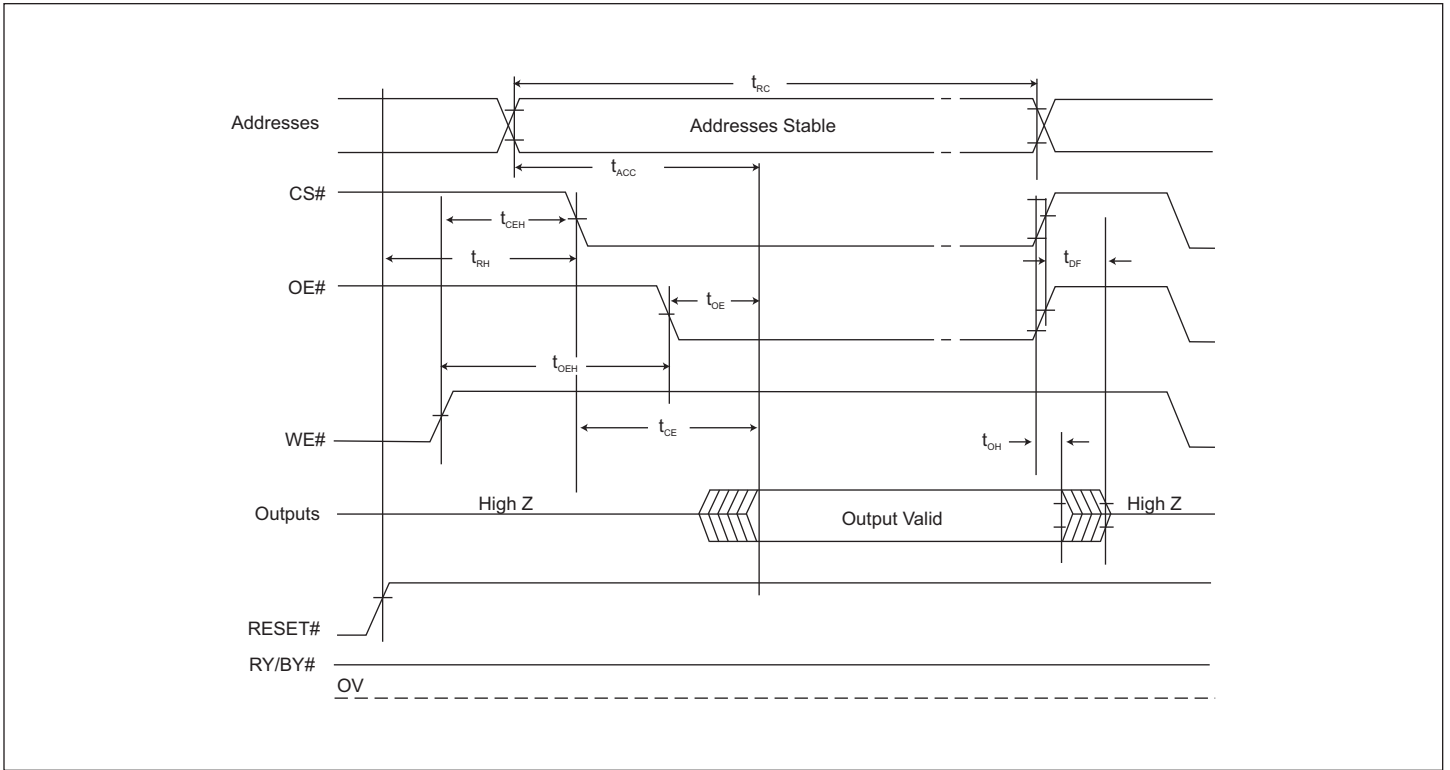 tRC
Addresses
Addresses Stable
tACC
CS#
tCEH
tRH
tDF
OE#
tOE
tOEH
WE#
tCE
tOH
High Z
High Z
Outputs
Output Valid
RESET#
RY/BY#
OV